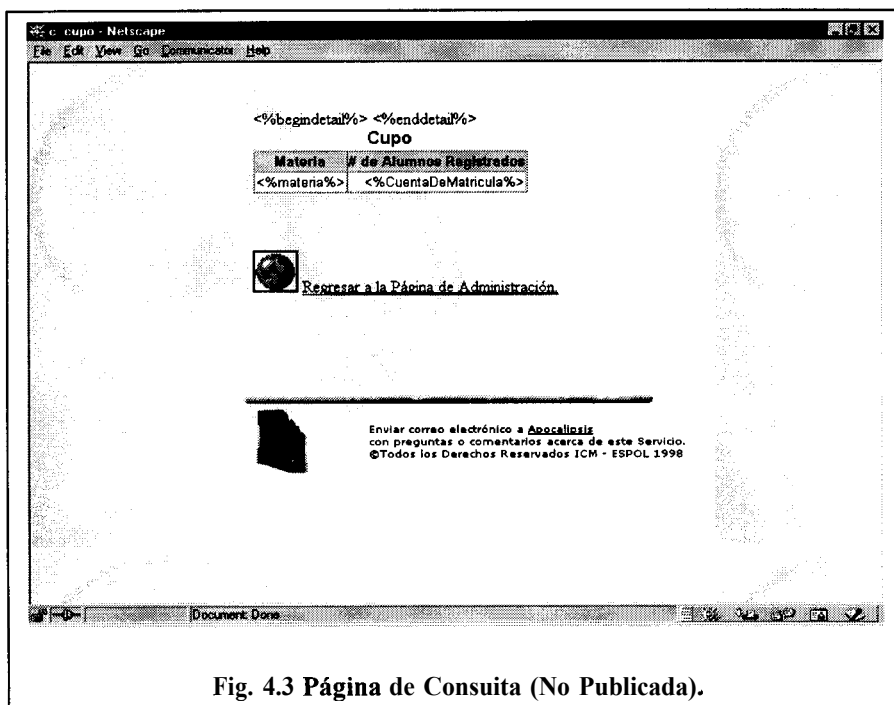 c cupo - Netscape
File Edit View Go Communicator Help
<%begindetail%> <%enddetail%>
Cupo
Materia # de Alumnos Registrados
<%materia%> <%CuentaDeMatricula%>
Regresar a la Página de Administración.
Enviar correo electrónico a Apocalipsis
con preguntas o comentarios acerca de este Servicio.
©Todos los Derechos Reservados ICM - ESPOL 1998
Document: Done
Fig. 4.3 Página de Consuita (No Publicada).